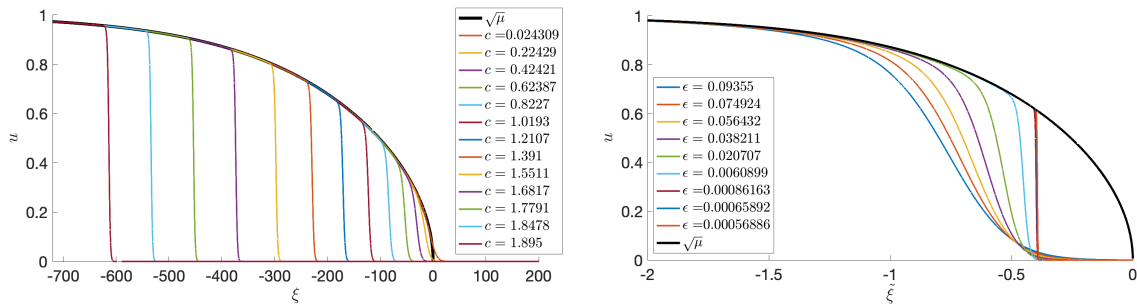 1
0.8
0.6
0.4
0.2
0
u
-700 -600 -500 -400 -300 -200 -100 0 100 200
ξ
√μ
c =0.024309
c = 0.22429
c = 0.42421
c = 0.62387
c = 0.8227
c = 1.0193
c = 1.2107
c = 1.391
c = 1.5511
c = 1.6817
c = 1.7791
c = 1.8478
c = 1.895
1
0.8
0.6
0.4
0.2
0
u
ϵ = 0.09355
ϵ = 0.074924
ϵ = 0.056432
ϵ = 0.038211
ϵ = 0.020707
ϵ = 0.0060899
ϵ =0.00086163
ϵ =0.00065892
ϵ =0.00056886
√μ
-2 -1.5 -1 -0.5 0
ξ̃